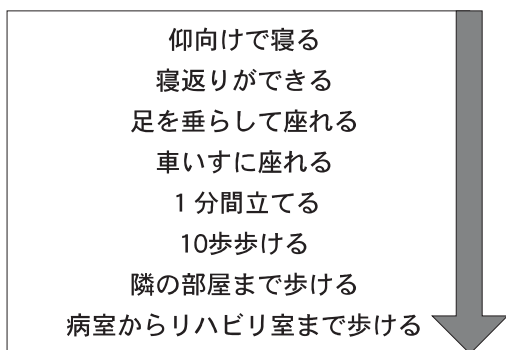 仰向けで寝る
寝返りができる
足を垂らして座れる
車いすに座れる
1分間立てる
10歩歩ける
隣の部屋まで歩ける
病室からリハビリ室まで歩ける